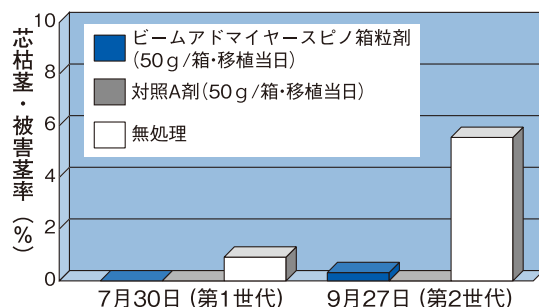 芯枯茎・被害茎率(%)
10
8
6
4
2
0
ビームアドマイヤースピノ箱粒剤
(50g/箱・移植当日)
対照A剤(50g/箱・移植当日)
無処理
7月30日(第1世代)
9月27日(第2世代)